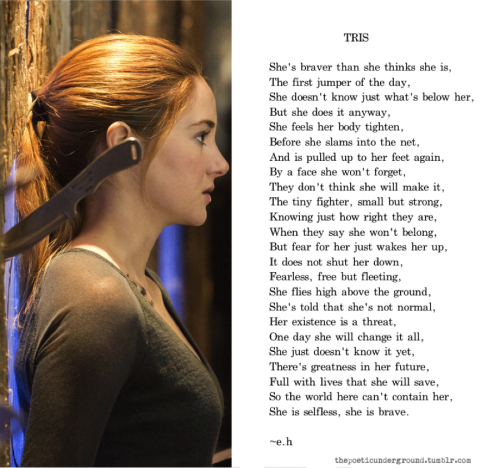 TRIS
She's braver than she thinks she is,
The first jumper of the day,
She doesn't know just what's below her,
But she does it anyway,
She feels her body tighten,
Before she slams into the net,
And is pulled up to her feet again,
By a face she won't forget,
They don't think she will make it,
The tiny fighter, small but strong,
Knowing just how right they are,
When they say she won't belong,
But fear for her just wakes her up,
It does not shut her down,
Fearless, free but fleeting,
She flies high above the ground,
She's told that she's not normal,
Her existence is a threat,
One day she will change it all,
She just doesn't know it yet,
There's greatness in her future,
Full with lives that she will save,
So the world here can't contain her,
She is selfless, she is brave.
~e.h
thepoeticunderground.tumblr.com